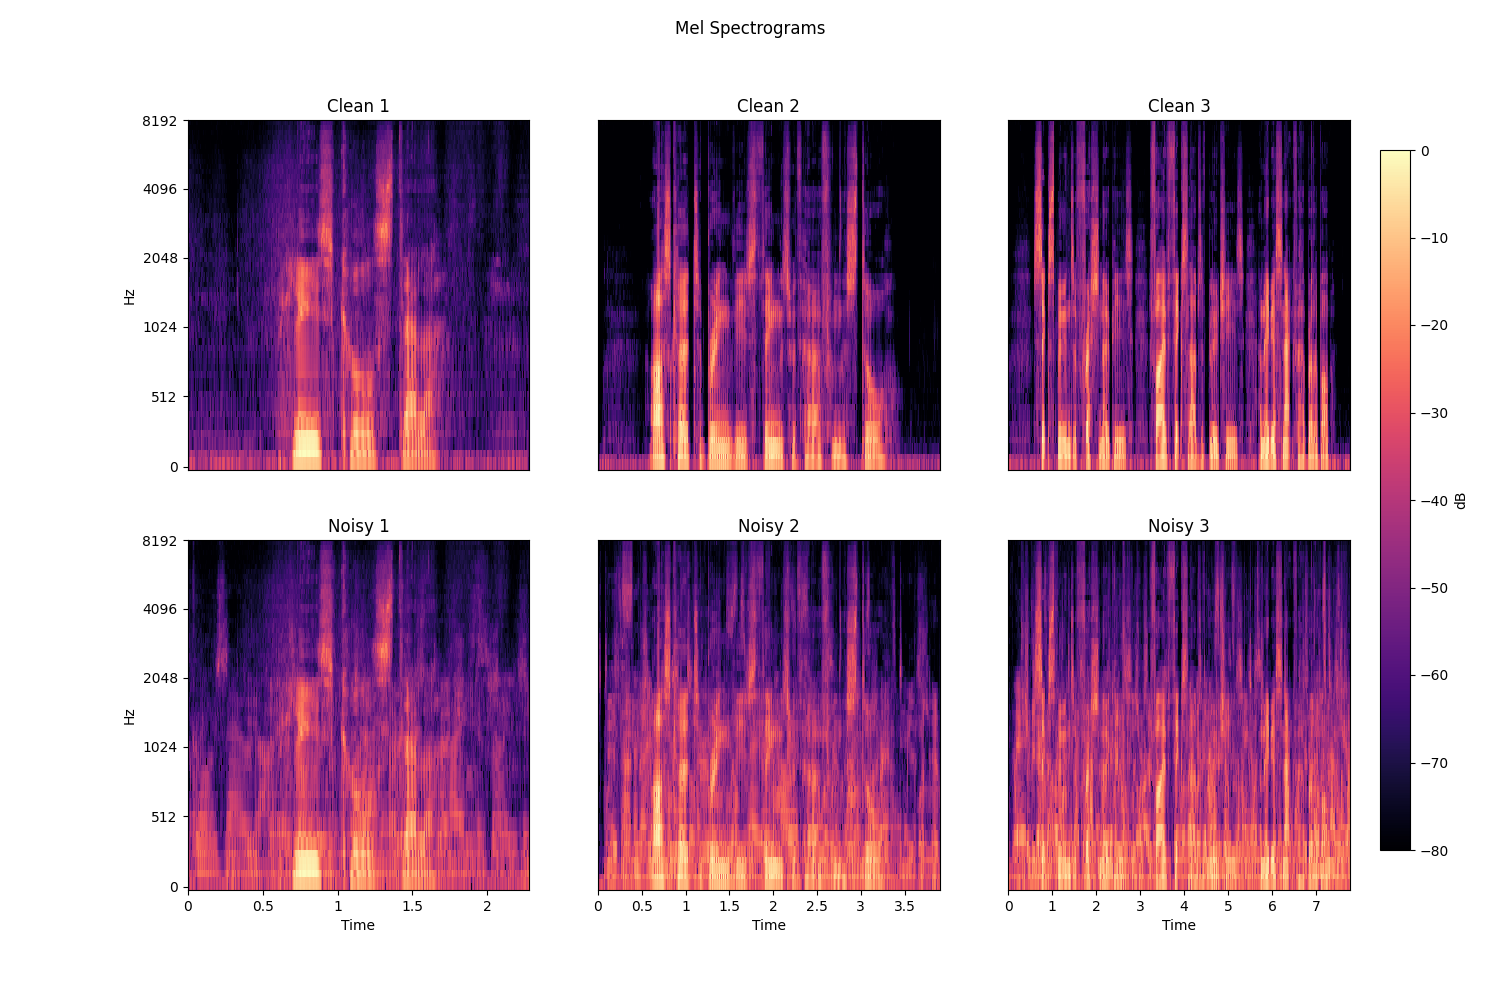 Mel Spectrograms
Clean 1
Clean 2
Clean 3
8192
4096
2048
1024
512
0
Hz
0
−10
−20
−30
−40
−50
−60
−70
−80
dB
Noisy 1
Noisy 2
Noisy 3
8192
4096
2048
1024
512
0
Hz
0 0.5 1 1.5 2
Time
0 0.5 1 1.5 2 2.5 3 3.5
Time
0 1 2 3 4 5 6 7
Time